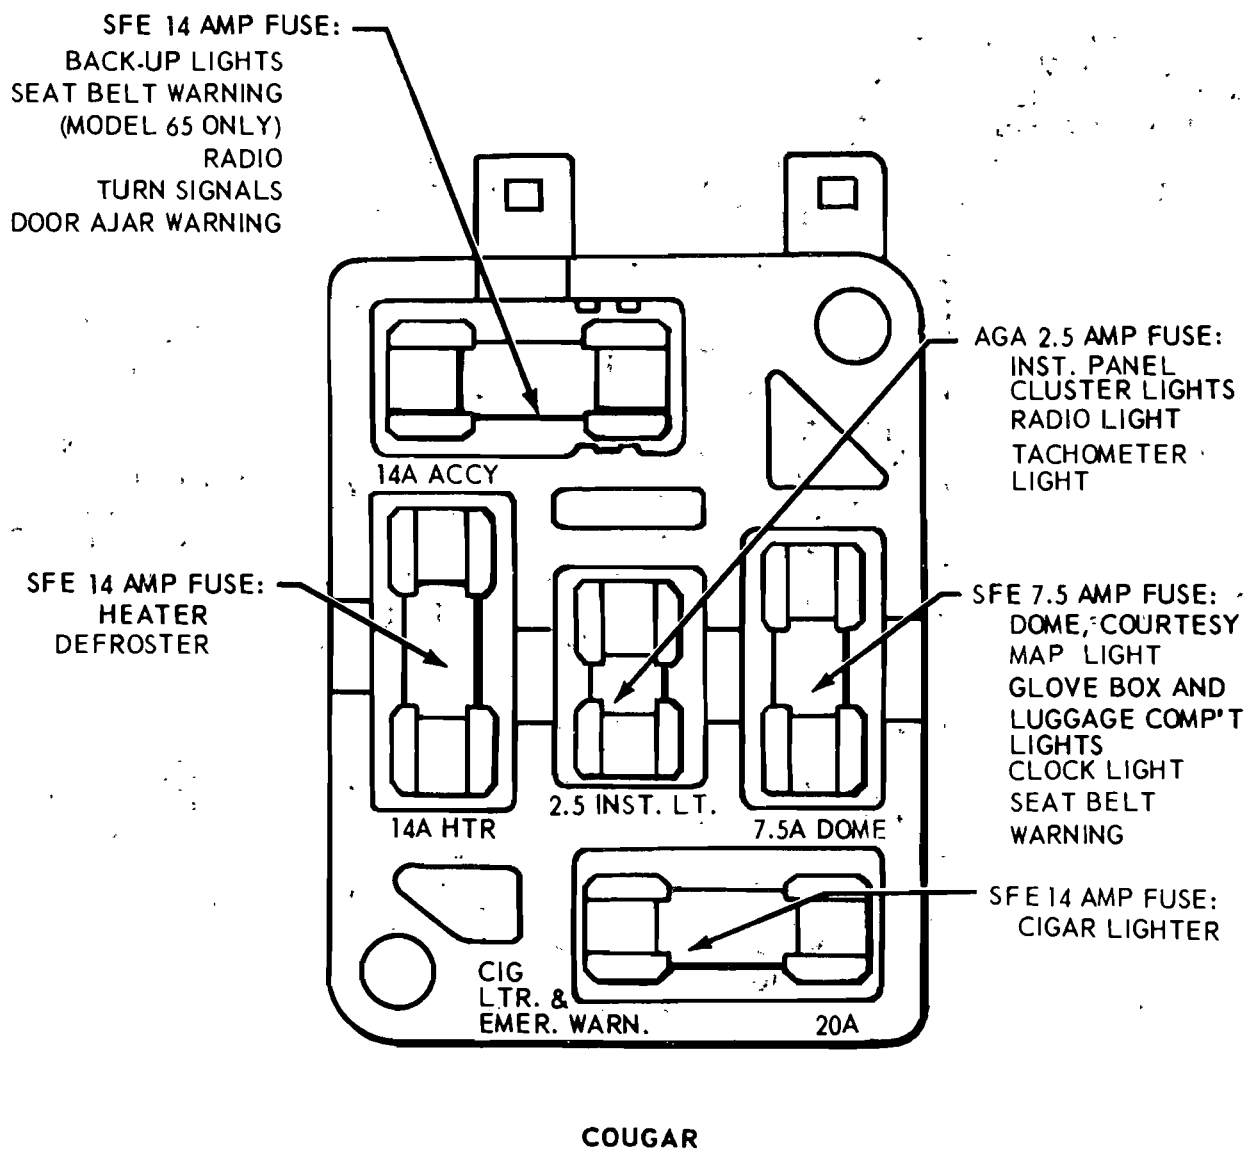 SFE 14 AMP FUSE:
BACK-UP LIGHTS
SEAT BELT WARNING
(MODEL 65 ONLY)
RADIO
TURN SIGNALS
DOOR AJAR WARNING
AGA 2.5 AMP FUSE:
INST. PANEL
CLUSTER LIGHTS
RADIO LIGHT
TACHOMETER
LIGHT
14A ACCY
SFE 14 AMP FUSE:
HEATER
DEFROSTER
SFE 7.5 AMP FUSE:
DOME, COURTESY
MAP LIGHT
GLOVE BOX AND
LUGGAGE COMP'T
LIGHTS
CLOCK LIGHT
SEAT BELT
WARNING
14A HTR
2.5 INST. LT.
7.5A DOME
SFE 14 AMP FUSE:
CIGAR LIGHTER
CIG
LTR. &
EMER. WARN.
20A
COUGAR